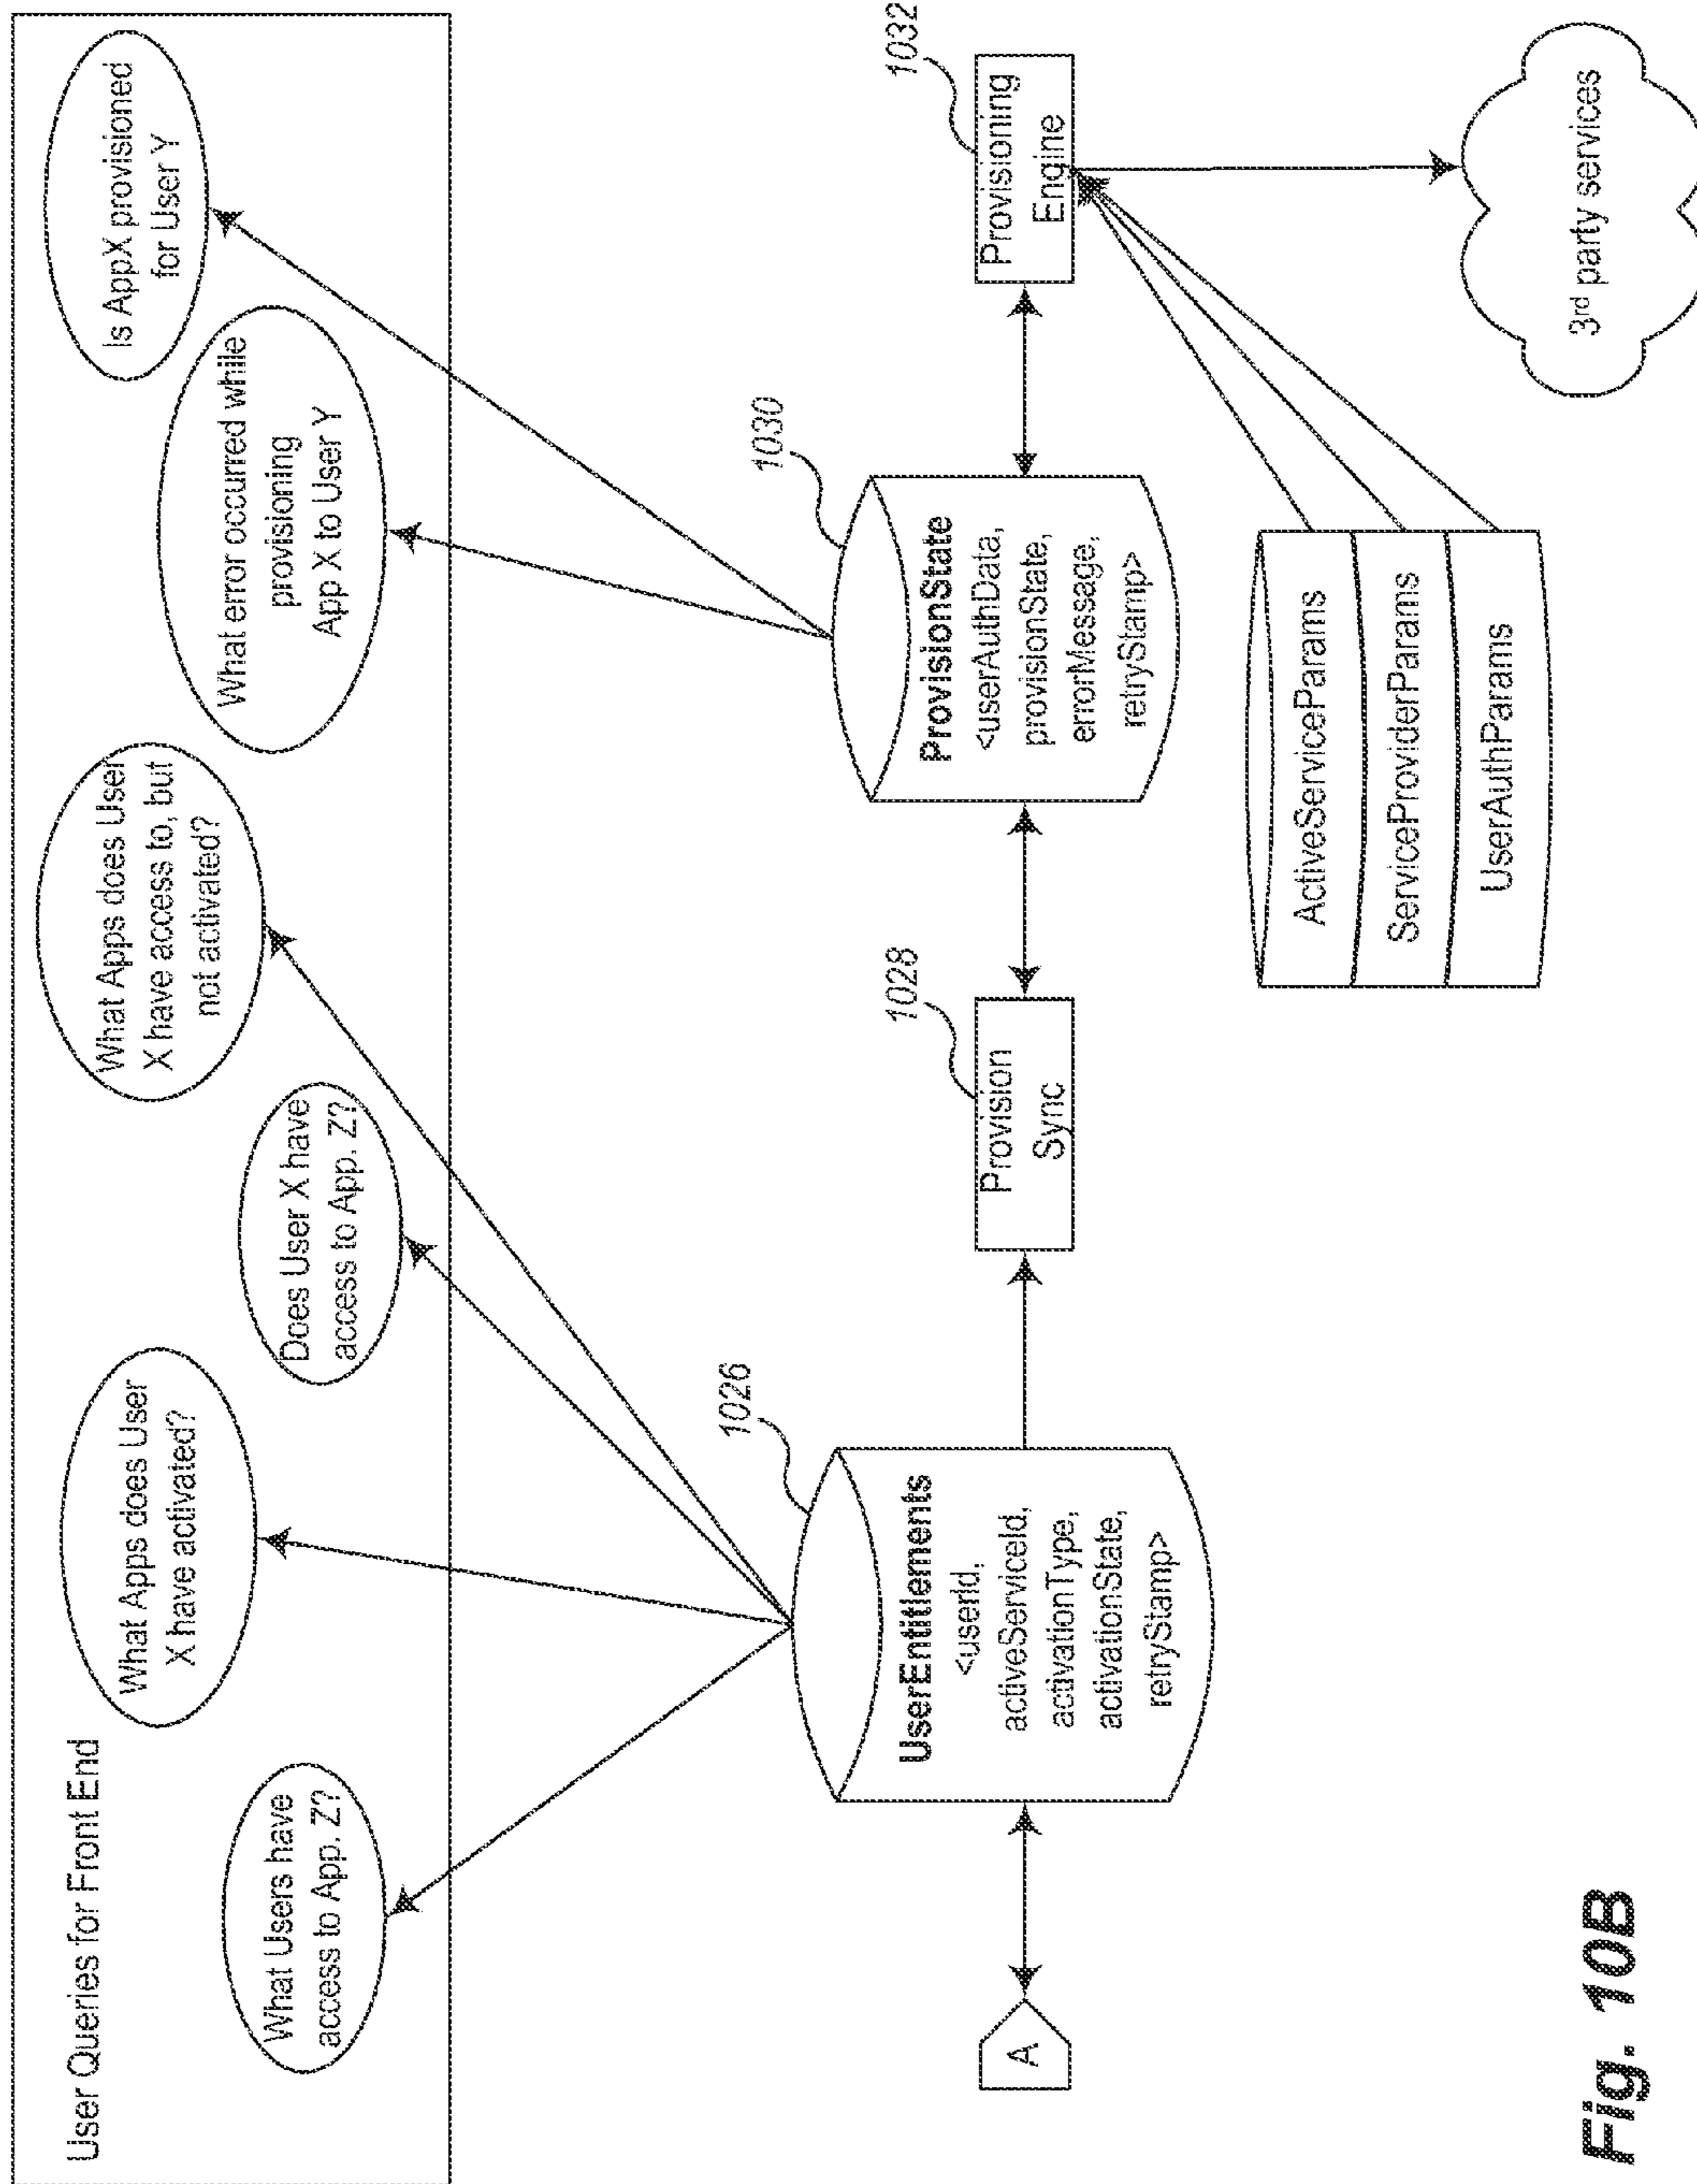 User Queries for Front End
What Users have
access to App. Z?
What Apps does User
X have activated?
Does User X have
access to App. Z?
What Apps does User
X have access to, but
not activated?
What error occurred while
provisioning
App X to User Y
Is AppX provisioned
for User Y
A
1026
UserEntitlements
<userId,
activeServiceId,
activationType,
activationState,
retryStamp>
1028
Provision
Sync
1030
ProvisionState
<userAuthData,
provisionState,
errorMessage,
retryStamp>
1032
Provisioning
Engine
ActiveServiceParams
ServiceProviderParams
UserAuthParams
3rd party services
Fig. 10B